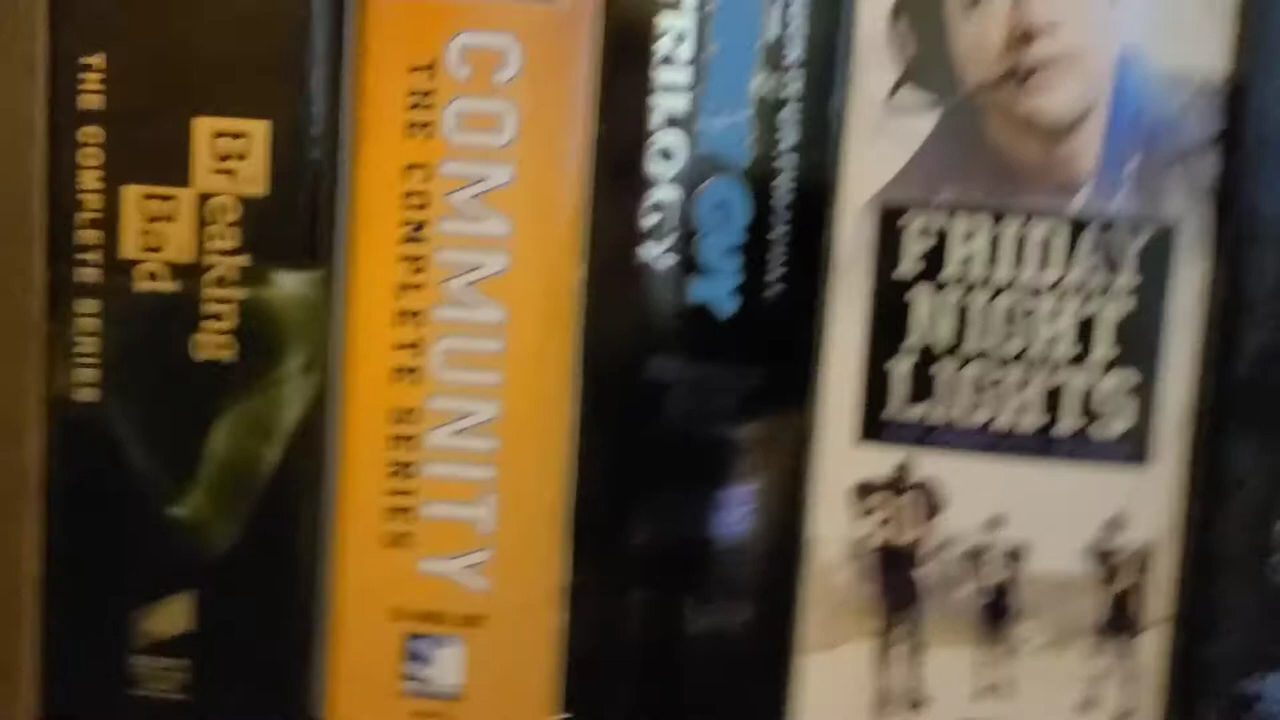 Breaking
Bad
THE COMPLETE SERIES
COMMUNITY
THE COMPLETE SERIES
TRILOGY
FRIDAY
NIGHT
LIGHTS